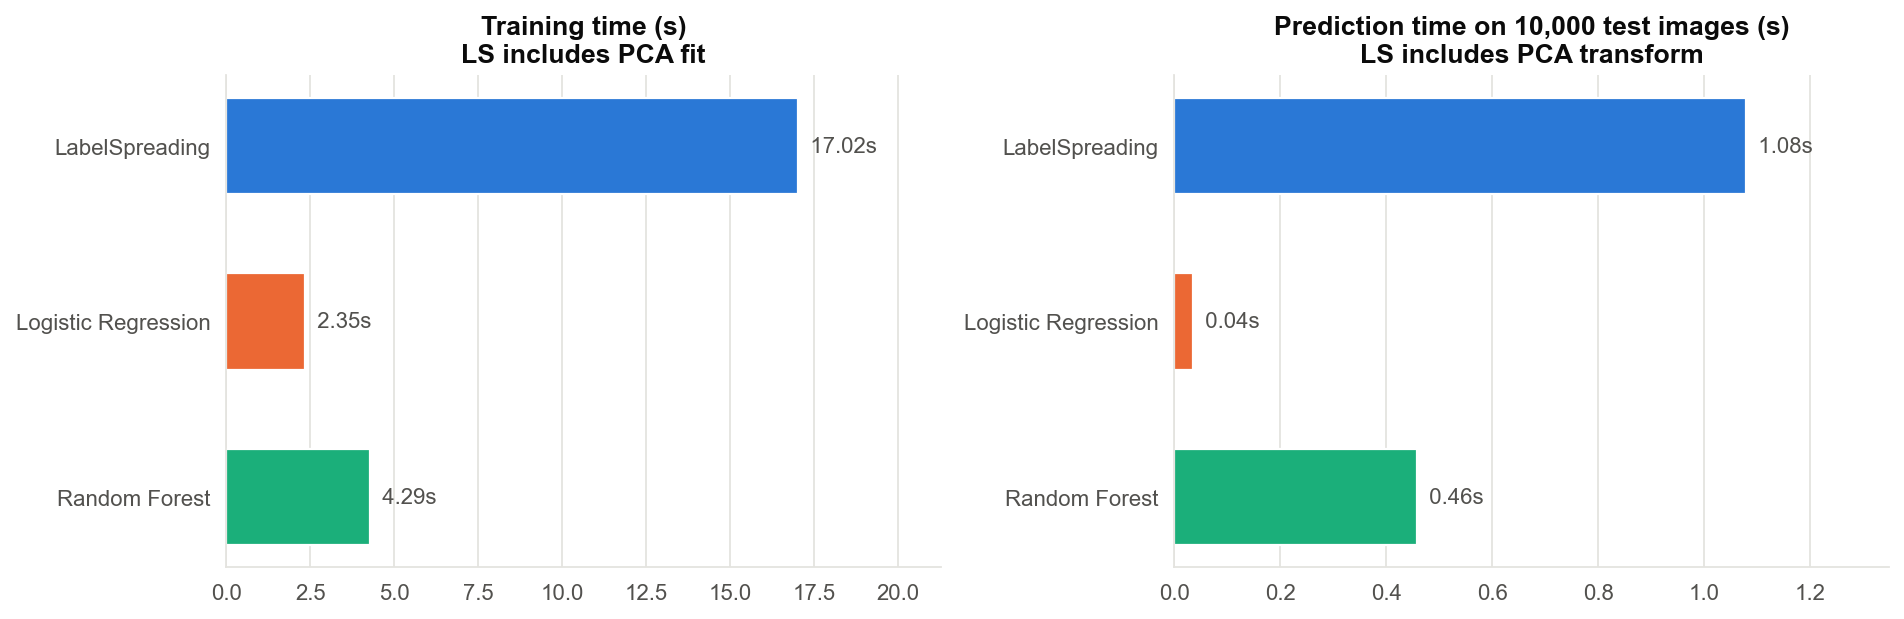 Training time (s)
LS includes PCA fit
LabelSpreading
17.02s
Logistic Regression
2.35s
Random Forest
4.29s
0.0 2.5 5.0 7.5 10.0 12.5 15.0 17.5 20.0
Prediction time on 10,000 test images (s)
LS includes PCA transform
LabelSpreading
1.08s
Logistic Regression
0.04s
Random Forest
0.46s
0.0 0.2 0.4 0.6 0.8 1.0 1.2